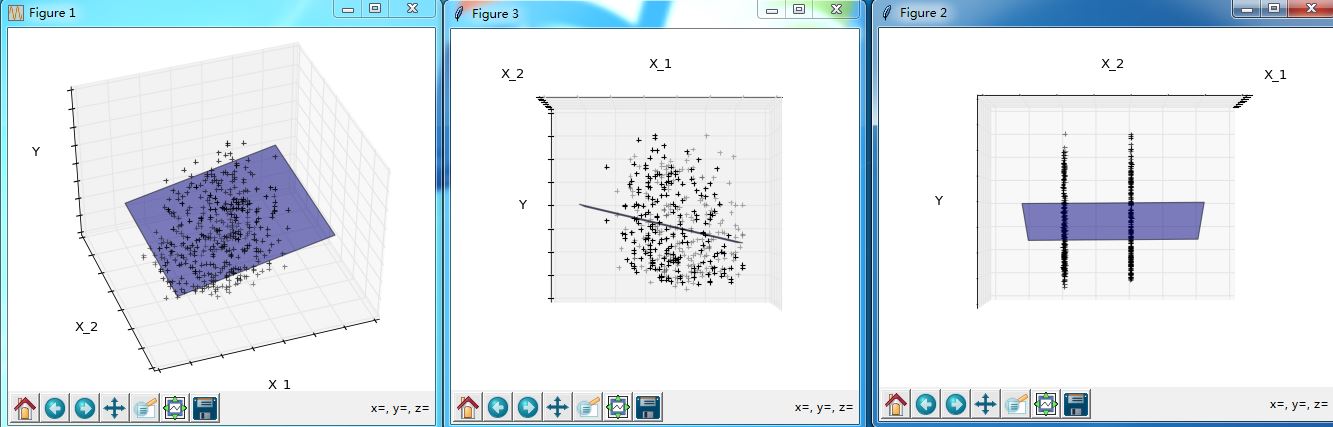 Figure 1
Y
X_2
X_1
x=, y=, z=
Figure 3
X_1
X_2
Y
x=, y=, z=
Figure 2
X_2
X_1
Y
x=, y=, z=